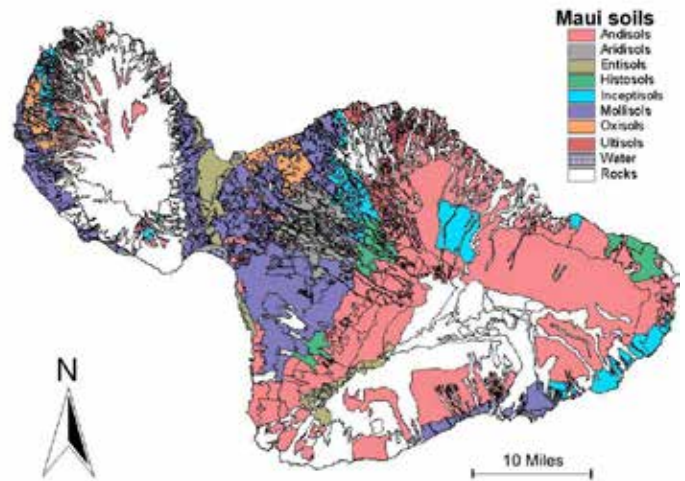 Maui soils
Andisols
Aridisols
Entisols
Histosols
Inceptisols
Mollisols
Oxisols
Ultisols
Water
Rocks
N
10 Miles